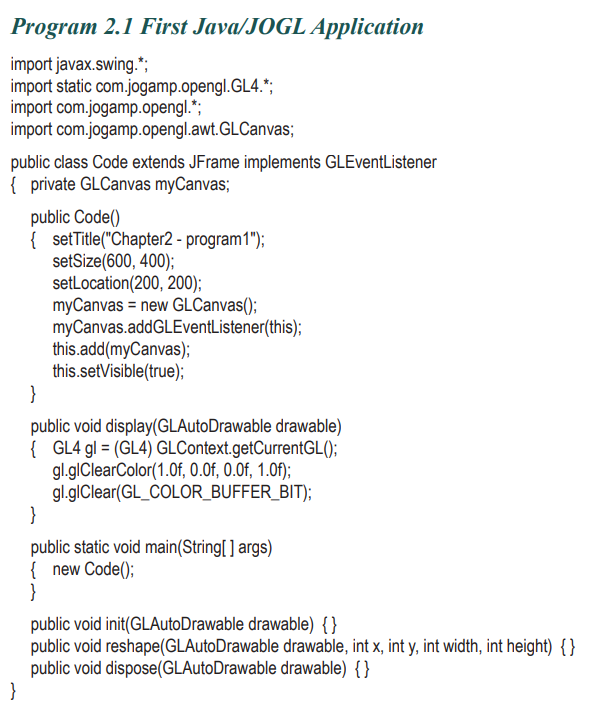 Program 2.1 First Java/JOGL Application
import javax.swing.*;
import static com.jogamp.opengl.GL4.*;
import com.jogamp.opengl.*;
import com.jogamp.opengl.awt.GLCanvas;
public class Code extends JFrame implements GLEventListener
{ private GLCanvas myCanvas;
public Code()
{ setTitle("Chapter2 - program1");
setSize(600, 400);
setLocation(200, 200);
myCanvas = new GLCanvas();
myCanvas.addGLEventListener(this);
this.add(myCanvas);
this.setVisible(true);
}
public void display(GLAutoDrawable drawable)
{ GL4 gl = (GL4) GLContext.getCurrentGL();
gl.glClearColor(1.0f, 0.0f, 0.0f, 1.0f);
gl.glClear(GL_COLOR_BUFFER_BIT);
}
public static void main(String[ ] args)
{ new Code();
}
public void init(GLAutoDrawable drawable) { }
public void reshape(GLAutoDrawable drawable, int x, int y, int width, int height) { }
public void dispose(GLAutoDrawable drawable) { }
}